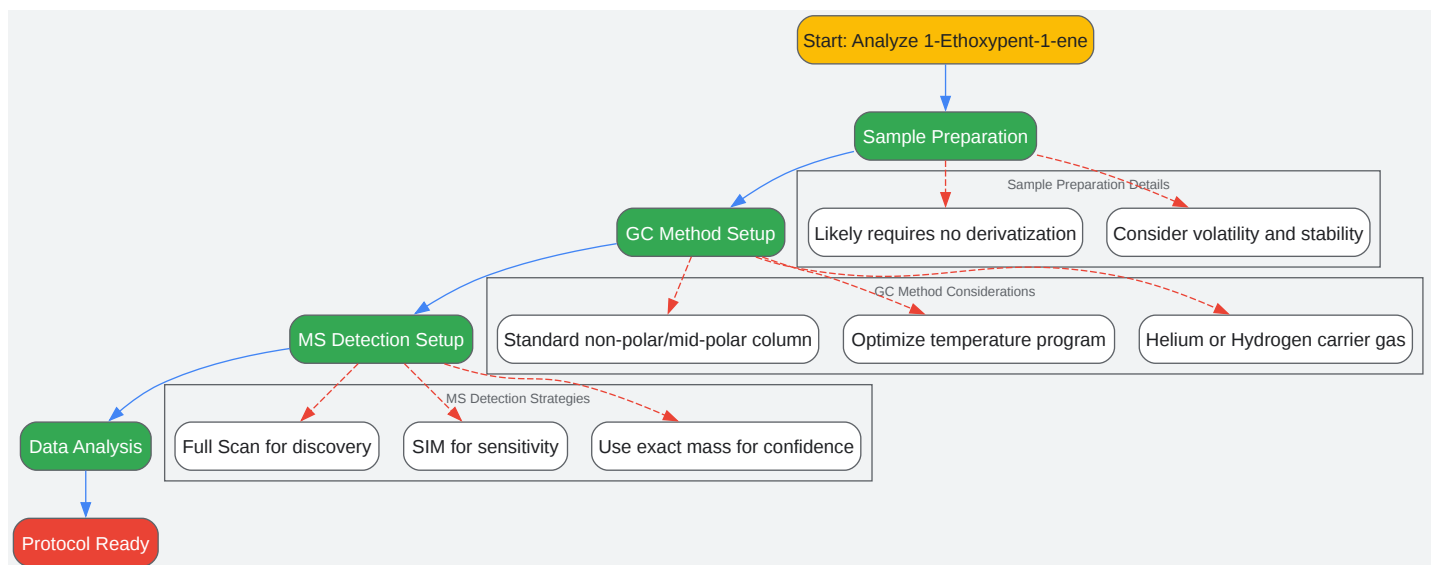 Start: Analyze 1-Ethoxypent-1-ene
Sample Preparation
Sample Preparation Details
Likely requires no derivatization
Consider volatility and stability
GC Method Setup
GC Method Considerations
Standard non-polar/mid-polar column
Optimize temperature program
Helium or Hydrogen carrier gas
MS Detection Setup
MS Detection Strategies
Full Scan for discovery
SIM for sensitivity
Use exact mass for confidence
Data Analysis
Protocol Ready